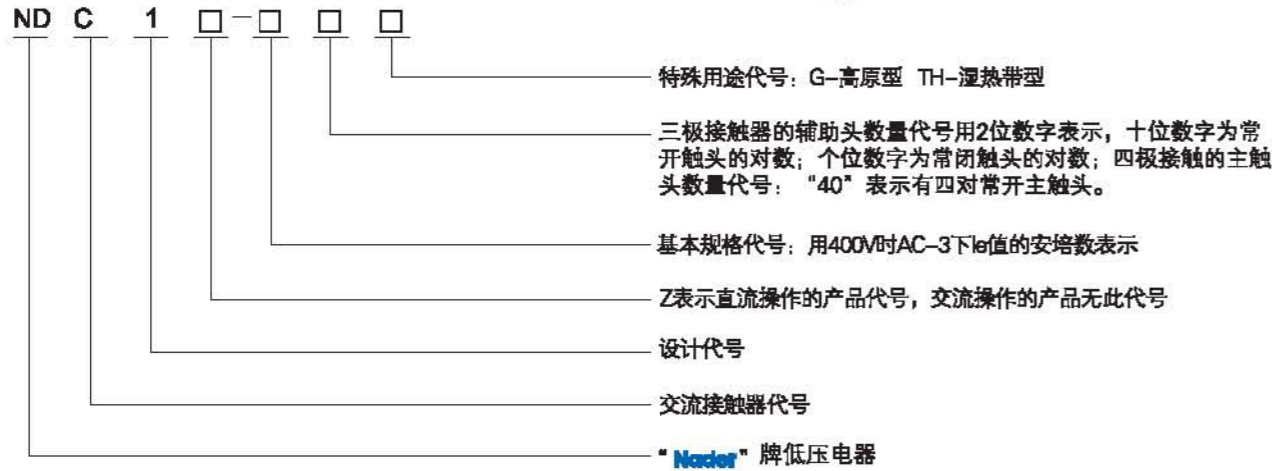 ND C 1 □-□ □ □
特殊用途代号：G-高原型 TH-湿热带型
三极接触器的辅助头数量代号用2位数字表示，十位数字为常
开触头的对数；个位数字为常闭触头的对数；四极接触的主触
头数量代号：“40”表示有四对常开主触头。
基本规格代号：用400V时AC-3下Ie值的安培数表示
Z表示直流操作的产品代号，交流操作的产品无此代号
设计代号
交流接触器代号
“Nader”牌低压电器